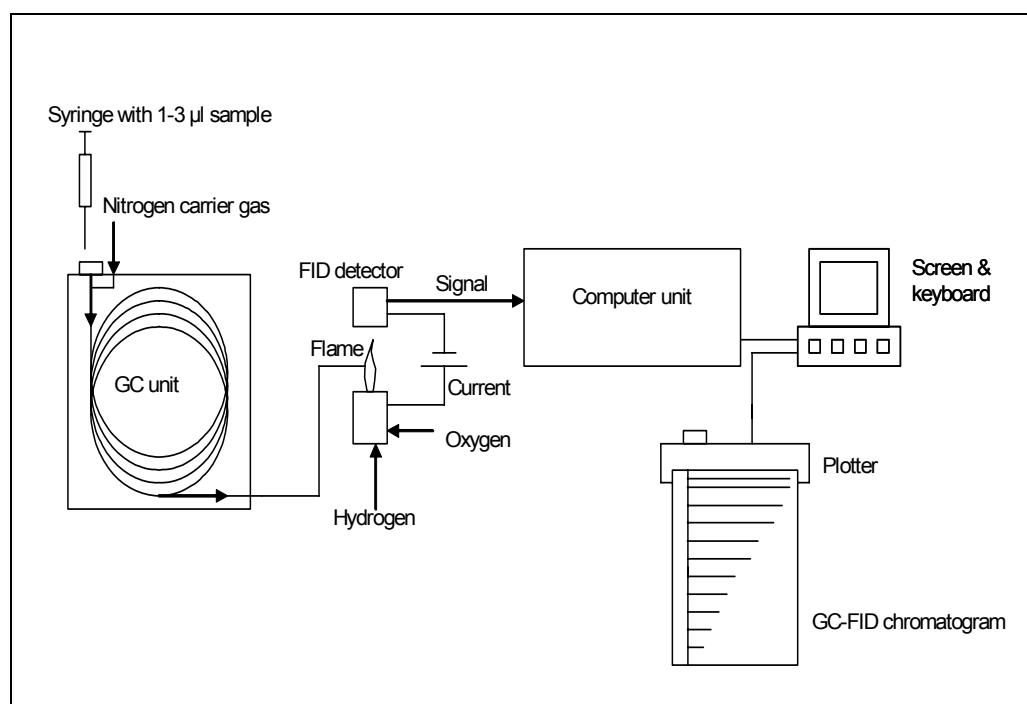 Syringe with 1-3 µl sample
Nitrogen carrier gas
FID detector
Signal
Computer unit
Screen &
keyboard
Flame
GC unit
Current
Oxygen
Hydrogen
Plotter
GC-FID chromatogram